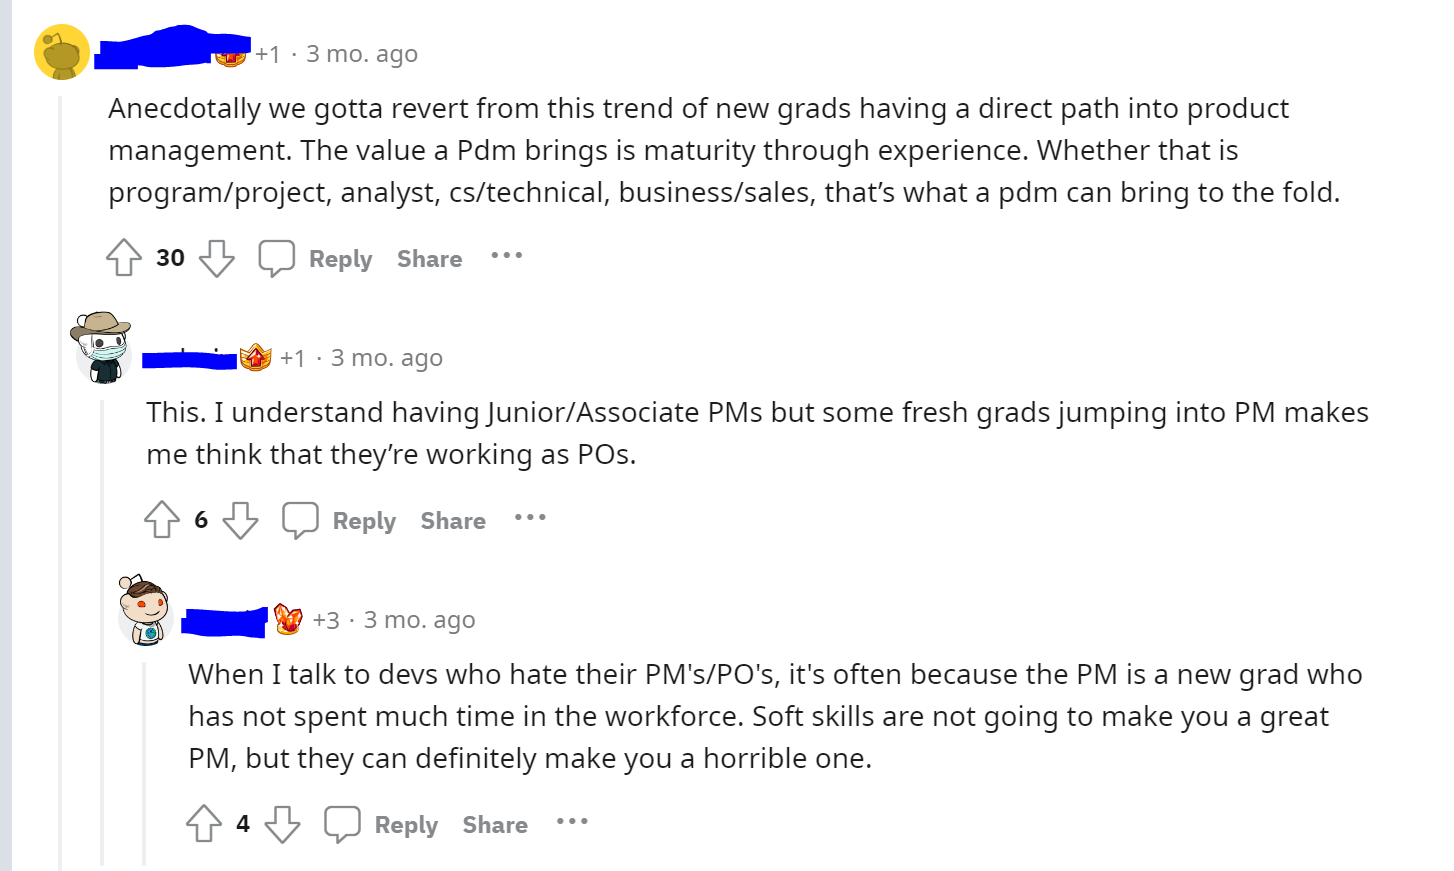 +1 · 3 mo. ago
Anecdotally we gotta revert from this trend of new grads having a direct path into product
management. The value a Pdm brings is maturity through experience. Whether that is
program/project, analyst, cs/technical, business/sales, that’s what a pdm can bring to the fold.
30 Reply Share ···
+1 · 3 mo. ago
This. I understand having Junior/Associate PMs but some fresh grads jumping into PM makes
me think that they’re working as POs.
6 Reply Share ···
+3 · 3 mo. ago
When I talk to devs who hate their PM's/PO's, it's often because the PM is a new grad who
has not spent much time in the workforce. Soft skills are not going to make you a great
PM, but they can definitely make you a horrible one.
4 Reply Share ···